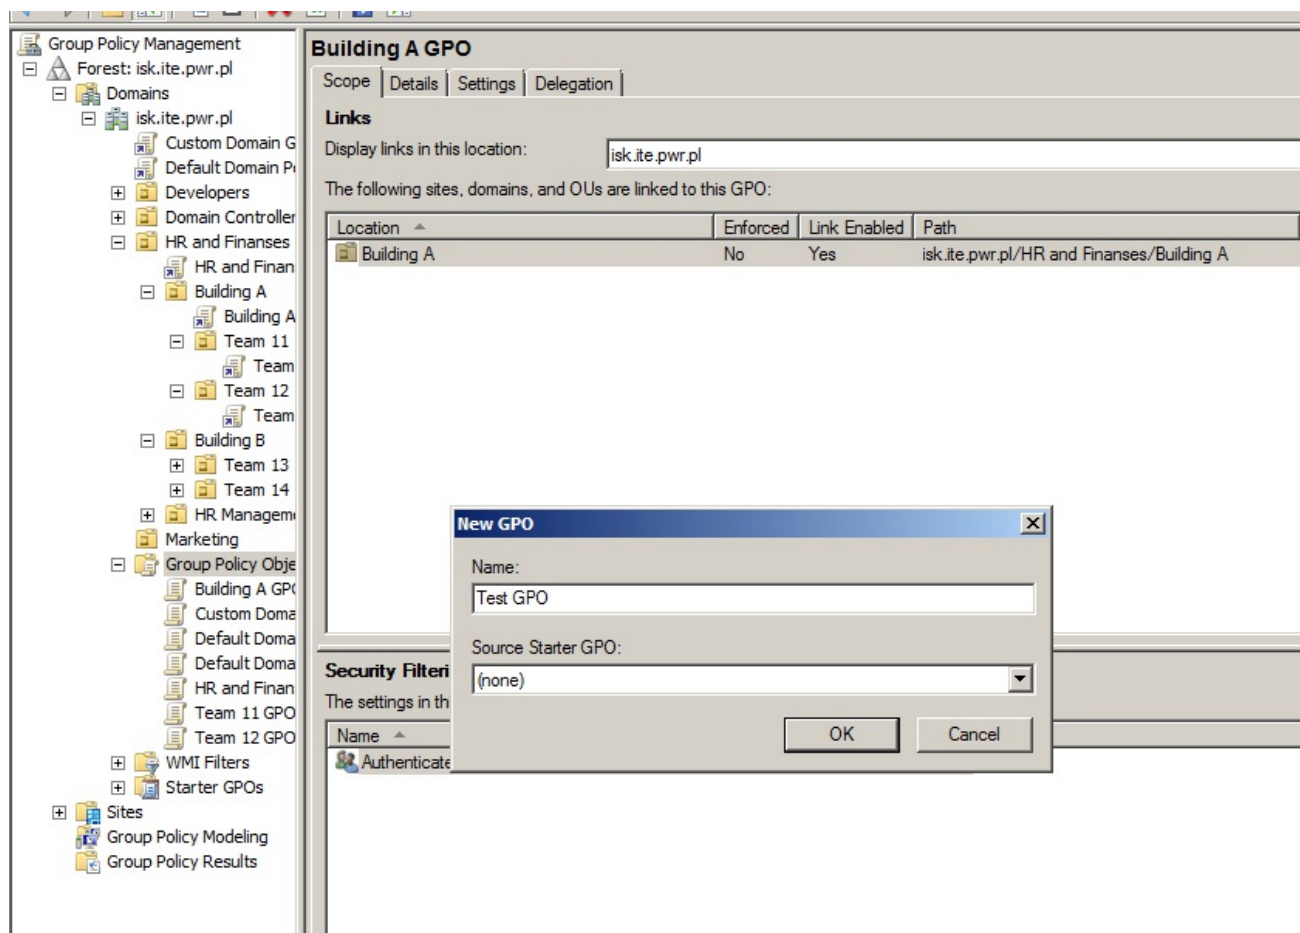 Group Policy Management
Forest: isk.ite.pwr.pl
Domains
isk.ite.pwr.pl
Custom Domain G
Default Domain P
Developers
Domain Controller
HR and Finanses
HR and Finan
Building A
Building A
Team 11
Team
Team 12
Team
Building B
Team 13
Team 14
HR Managem
Marketing
Group Policy Obje
Building A GP
Custom Doma
Default Doma
Default Doma
HR and Finan
Team 11 GPO
Team 12 GPO
WMI Filters
Starter GPOs
Sites
Group Policy Modeling
Group Policy Results
Building A GPO
Scope Details Settings Delegation
Links
Display links in this location: isk.ite.pwr.pl
The following sites, domains, and OUs are linked to this GPO:
Location Enforced Link Enabled Path
Building A No Yes isk.ite.pwr.pl/HR and Finanses/Building A
Security Filteri
The settings in th
Name
Authenticate
New GPO
Name:
Test GPO
Source Starter GPO:
(none)
OK Cancel